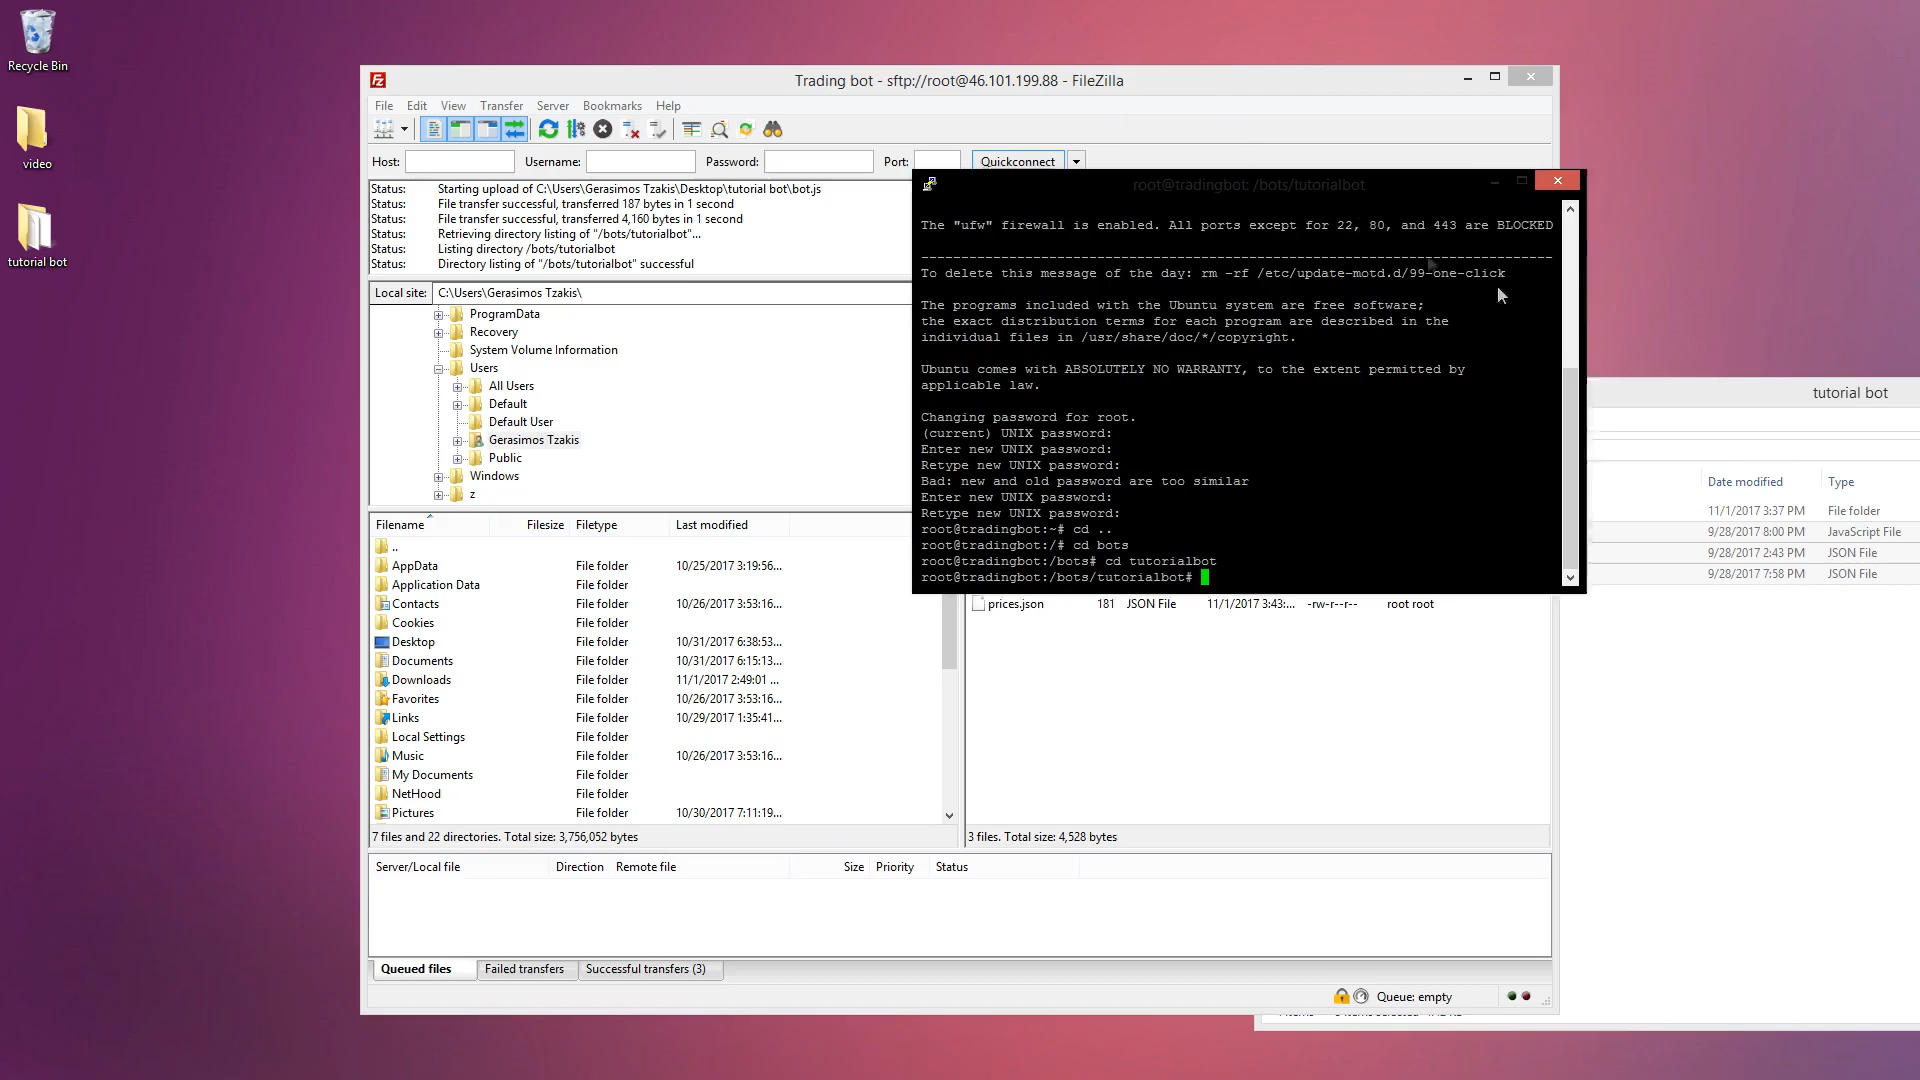 Recycle Bin
video
tutorial bot
Trading bot - sftp://root@46.101.199.88 - FileZilla
File Edit View Transfer Server Bookmarks Help
Host: Username: Password: Port: Quickconnect
Status: Starting upload of C:\Users\Gerasimos Tzakis\Desktop\tutorial bot\bot.js
Status: File transfer successful, transferred 187 bytes in 1 second
Status: File transfer successful, transferred 4,160 bytes in 1 second
Status: Retrieving directory listing of "/bots/tutorialbot"...
Status: Listing directory /bots/tutorialbot
Status: Directory listing of "/bots/tutorialbot" successful
Local site: C:\Users\Gerasimos Tzakis\
ProgramData
Recovery
System Volume Information
Users
All Users
Default
Default User
Gerasimos Tzakis
Public
Windows
z
Filename Filesize Filetype Last modified
..
AppData File folder 10/25/2017 3:19:56...
Application Data File folder
Contacts File folder 10/26/2017 3:53:16...
Cookies File folder
Desktop File folder 10/31/2017 6:38:53...
Documents File folder 10/31/2017 6:15:13...
Downloads File folder 11/1/2017 2:49:01 ...
Favorites File folder 10/26/2017 3:53:16...
Links File folder 10/29/2017 1:35:41...
Local Settings File folder
Music File folder 10/26/2017 3:53:16...
My Documents File folder
NetHood File folder
Pictures File folder 10/30/2017 7:11:19...
7 files and 22 directories. Total size: 3,756,052 bytes
root@tradingbot: /bots/tutorialbot
The "ufw" firewall is enabled. All ports except for 22, 80, and 443 are BLOCKED
-------------------------------------------------------------------------------
To delete this message of the day: rm -rf /etc/update-motd.d/99-one-click
The programs included with the Ubuntu system are free software;
the exact distribution terms for each program are described in the
individual files in /usr/share/doc/*/copyright.
Ubuntu comes with ABSOLUTELY NO WARRANTY, to the extent permitted by
applicable law.
Changing password for root.
(current) UNIX password:
Enter new UNIX password:
Retype new UNIX password:
Bad: new and old password are too similar
Enter new UNIX password:
Retype new UNIX password:
root@tradingbot:~# cd ..
root@tradingbot:/# cd bots
root@tradingbot:/bots# cd tutorialbot
root@tradingbot:/bots/tutorialbot#
prices.json 181 JSON File 11/1/2017 3:43:... -rw-r--r-- root root
3 files. Total size: 4,528 bytes
Server/Local file Direction Remote file Size Priority Status
Queued files Failed transfers Successful transfers (3)
Queue: empty
tutorial bot
Date modified Type
11/1/2017 3:37 PM File folder
9/28/2017 8:00 PM JavaScript File
9/28/2017 2:43 PM JSON File
9/28/2017 7:58 PM JSON File